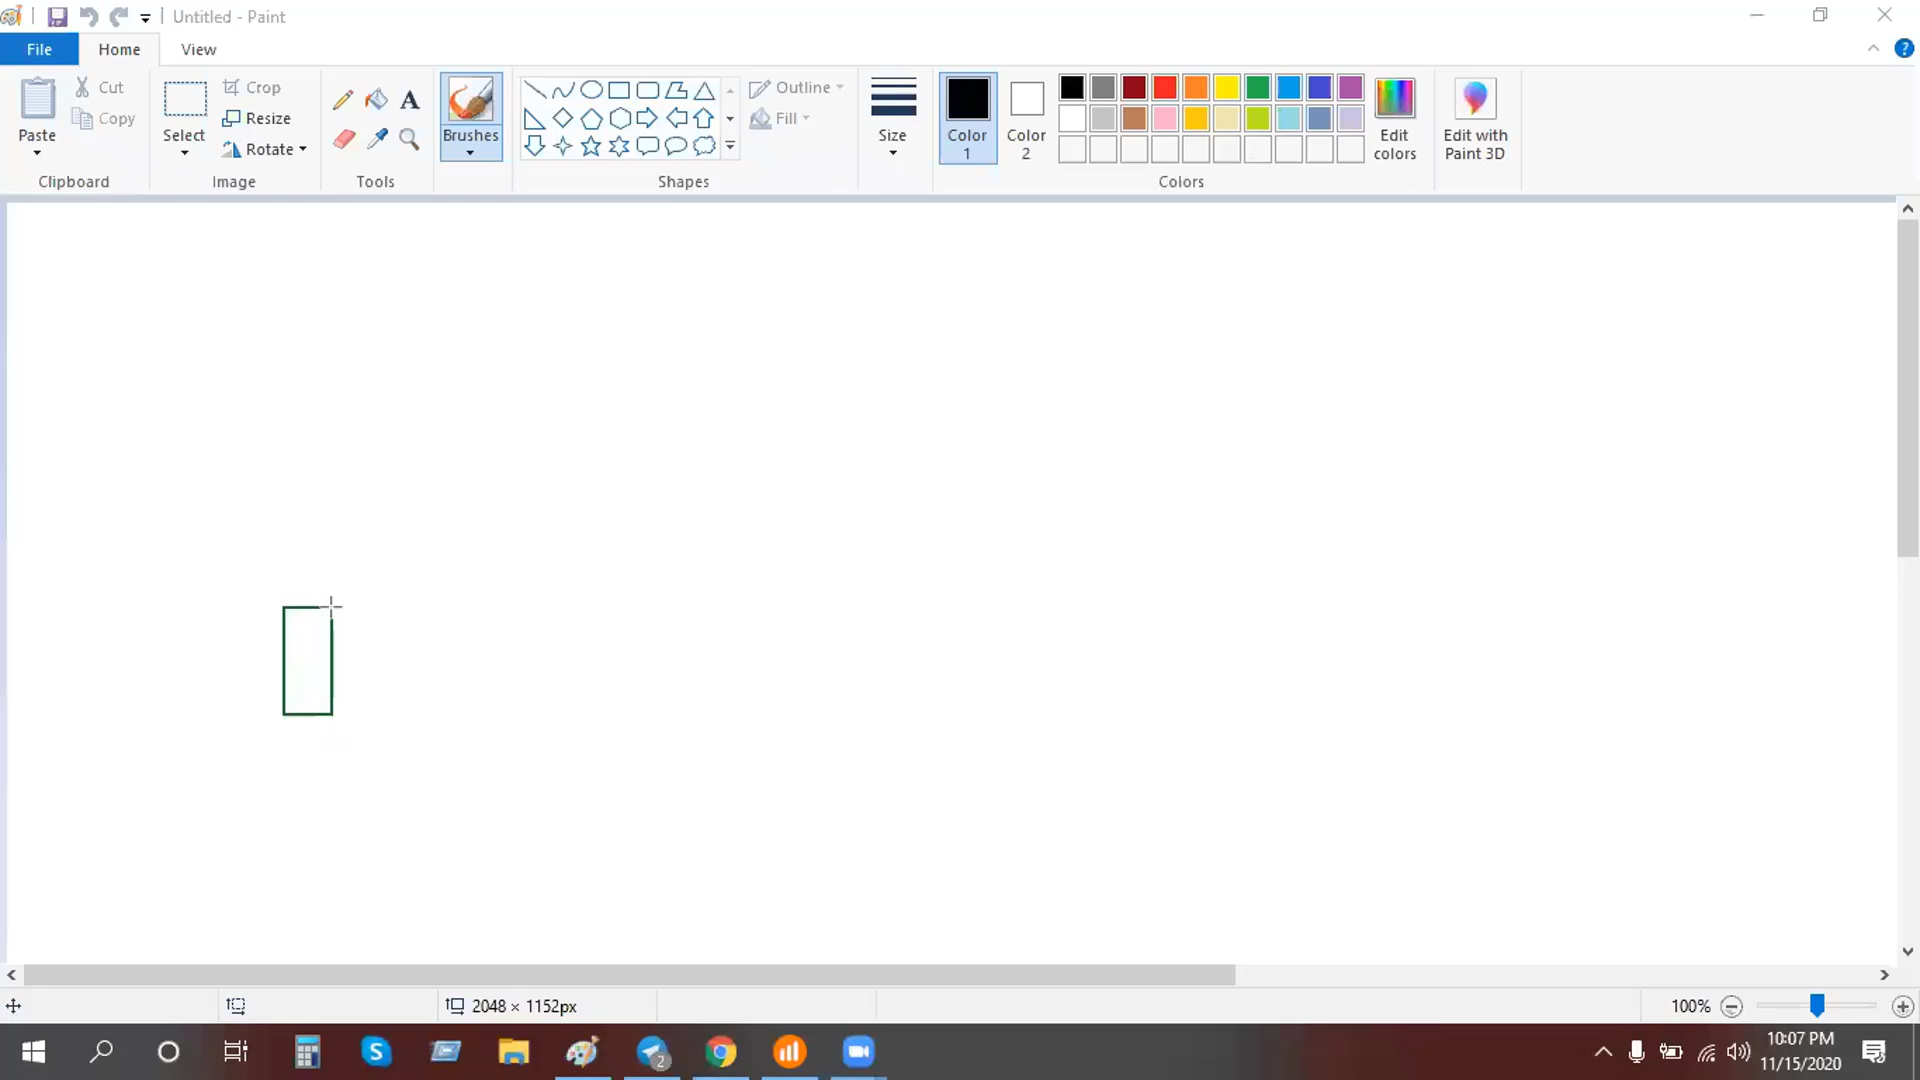 Untitled - Paint
File Home View
Paste Cut Copy
Clipboard
Select Crop Resize Rotate
Image
A
Tools
Brushes
Shapes
Outline
Fill
Size
Color 1
Color 2
Edit colors
Colors
Edit with Paint 3D
2048 × 1152px
100%
2
10:07 PM
11/15/2020